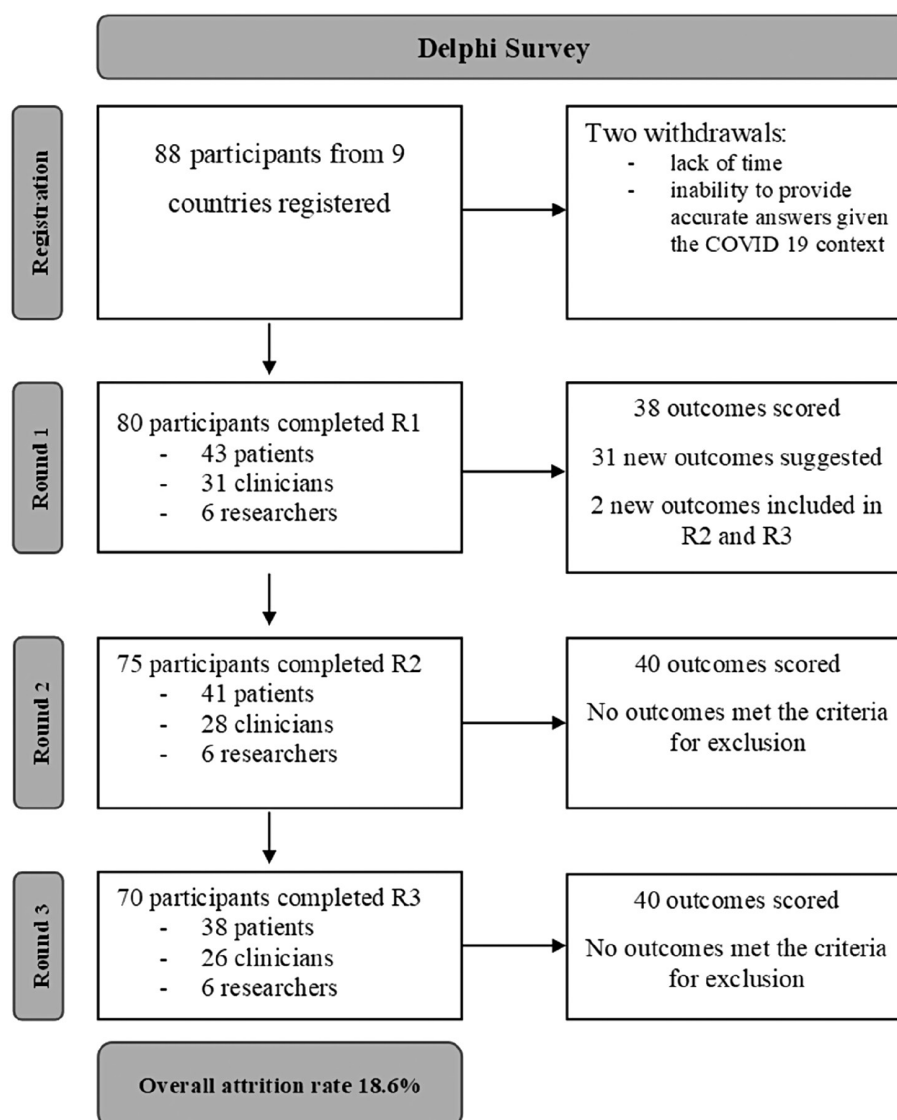 Delphi Survey
Registration
88 participants from 9
countries registered
Two withdrawals:
- lack of time
- inability to provide
accurate answers given
the COVID 19 context
Round 1
80 participants completed R1
- 43 patients
- 31 clinicians
- 6 researchers
38 outcomes scored
31 new outcomes suggested
2 new outcomes included in
R2 and R3
Round 2
75 participants completed R2
- 41 patients
- 28 clinicians
- 6 researchers
40 outcomes scored
No outcomes met the criteria
for exclusion
Round 3
70 participants completed R3
- 38 patients
- 26 clinicians
- 6 researchers
40 outcomes scored
No outcomes met the criteria
for exclusion
Overall attrition rate 18.6%